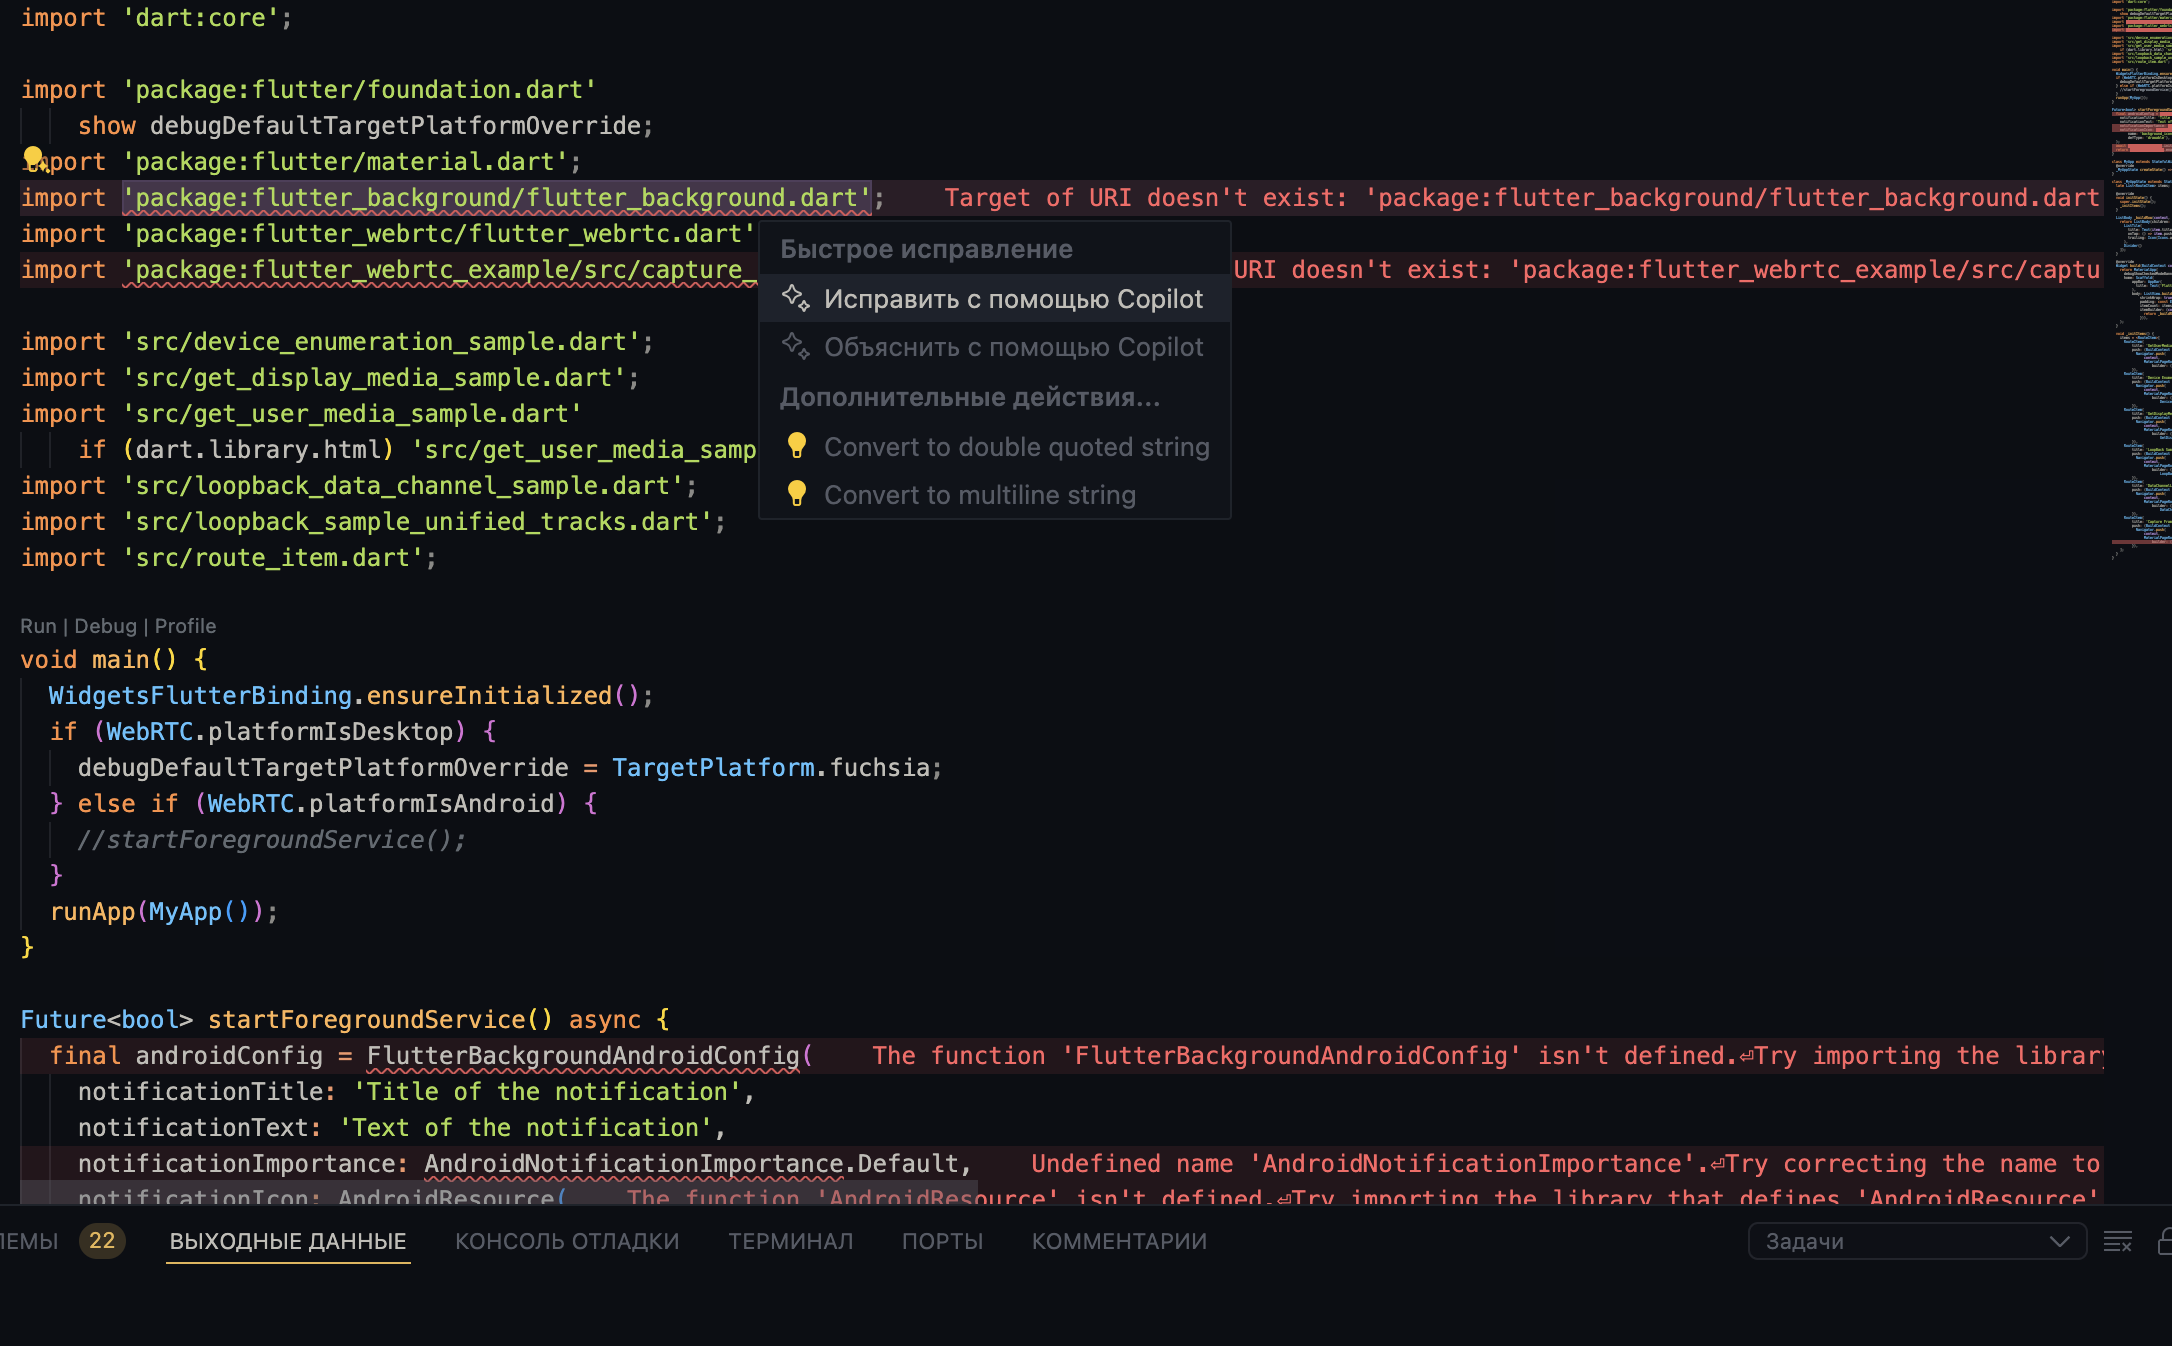 import 'dart:core';
import 'package:flutter/foundation.dart'
show debugDefaultTargetPlatformOverride;
import 'package:flutter/material.dart';
import 'package:flutter_background/flutter_background.dart'; Target of URI doesn't exist: 'package:flutter_background/flutter_background.dart
import 'package:flutter_webrtc/flutter_webrtc.dart'
import 'package:flutter_webrtc_example/src/capture_ URI doesn't exist: 'package:flutter_webrtc_example/src/captu
Быстрое исправление
Исправить с помощью Copilot
Объяснить с помощью Copilot
Дополнительные действия...
Convert to double quoted string
Convert to multiline string
import 'src/device_enumeration_sample.dart';
import 'src/get_display_media_sample.dart';
import 'src/get_user_media_sample.dart'
if (dart.library.html) 'src/get_user_media_samp
import 'src/loopback_data_channel_sample.dart';
import 'src/loopback_sample_unified_tracks.dart';
import 'src/route_item.dart';
Run | Debug | Profile
void main() {
WidgetsFlutterBinding.ensureInitialized();
if (WebRTC.platformIsDesktop) {
debugDefaultTargetPlatformOverride = TargetPlatform.fuchsia;
} else if (WebRTC.platformIsAndroid) {
//startForegroundService();
}
runApp(MyApp());
}
Future<bool> startForegroundService() async {
final androidConfig = FlutterBackgroundAndroidConfig( The function 'FlutterBackgroundAndroidConfig' isn't defined.⏎Try importing the library
notificationTitle: 'Title of the notification',
notificationText: 'Text of the notification',
notificationImportance: AndroidNotificationImportance.Default, Undefined name 'AndroidNotificationImportance'.⏎Try correcting the name to
notificationIcon: AndroidResource( The function 'AndroidResource' isn't defined.⏎Try importing the library that defines 'AndroidResource'
ЛЕМЫ 22 ВЫХОДНЫЕ ДАННЫЕ КОНСОЛЬ ОТЛАДКИ ТЕРМИНАЛ ПОРТЫ КОММЕНТАРИИ Задачи